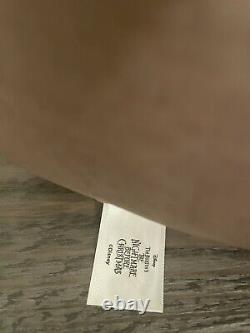 Disney
Tim Burton's
THE
NIGHTMARE
BEFORE
CHRISTMAS
©Disney